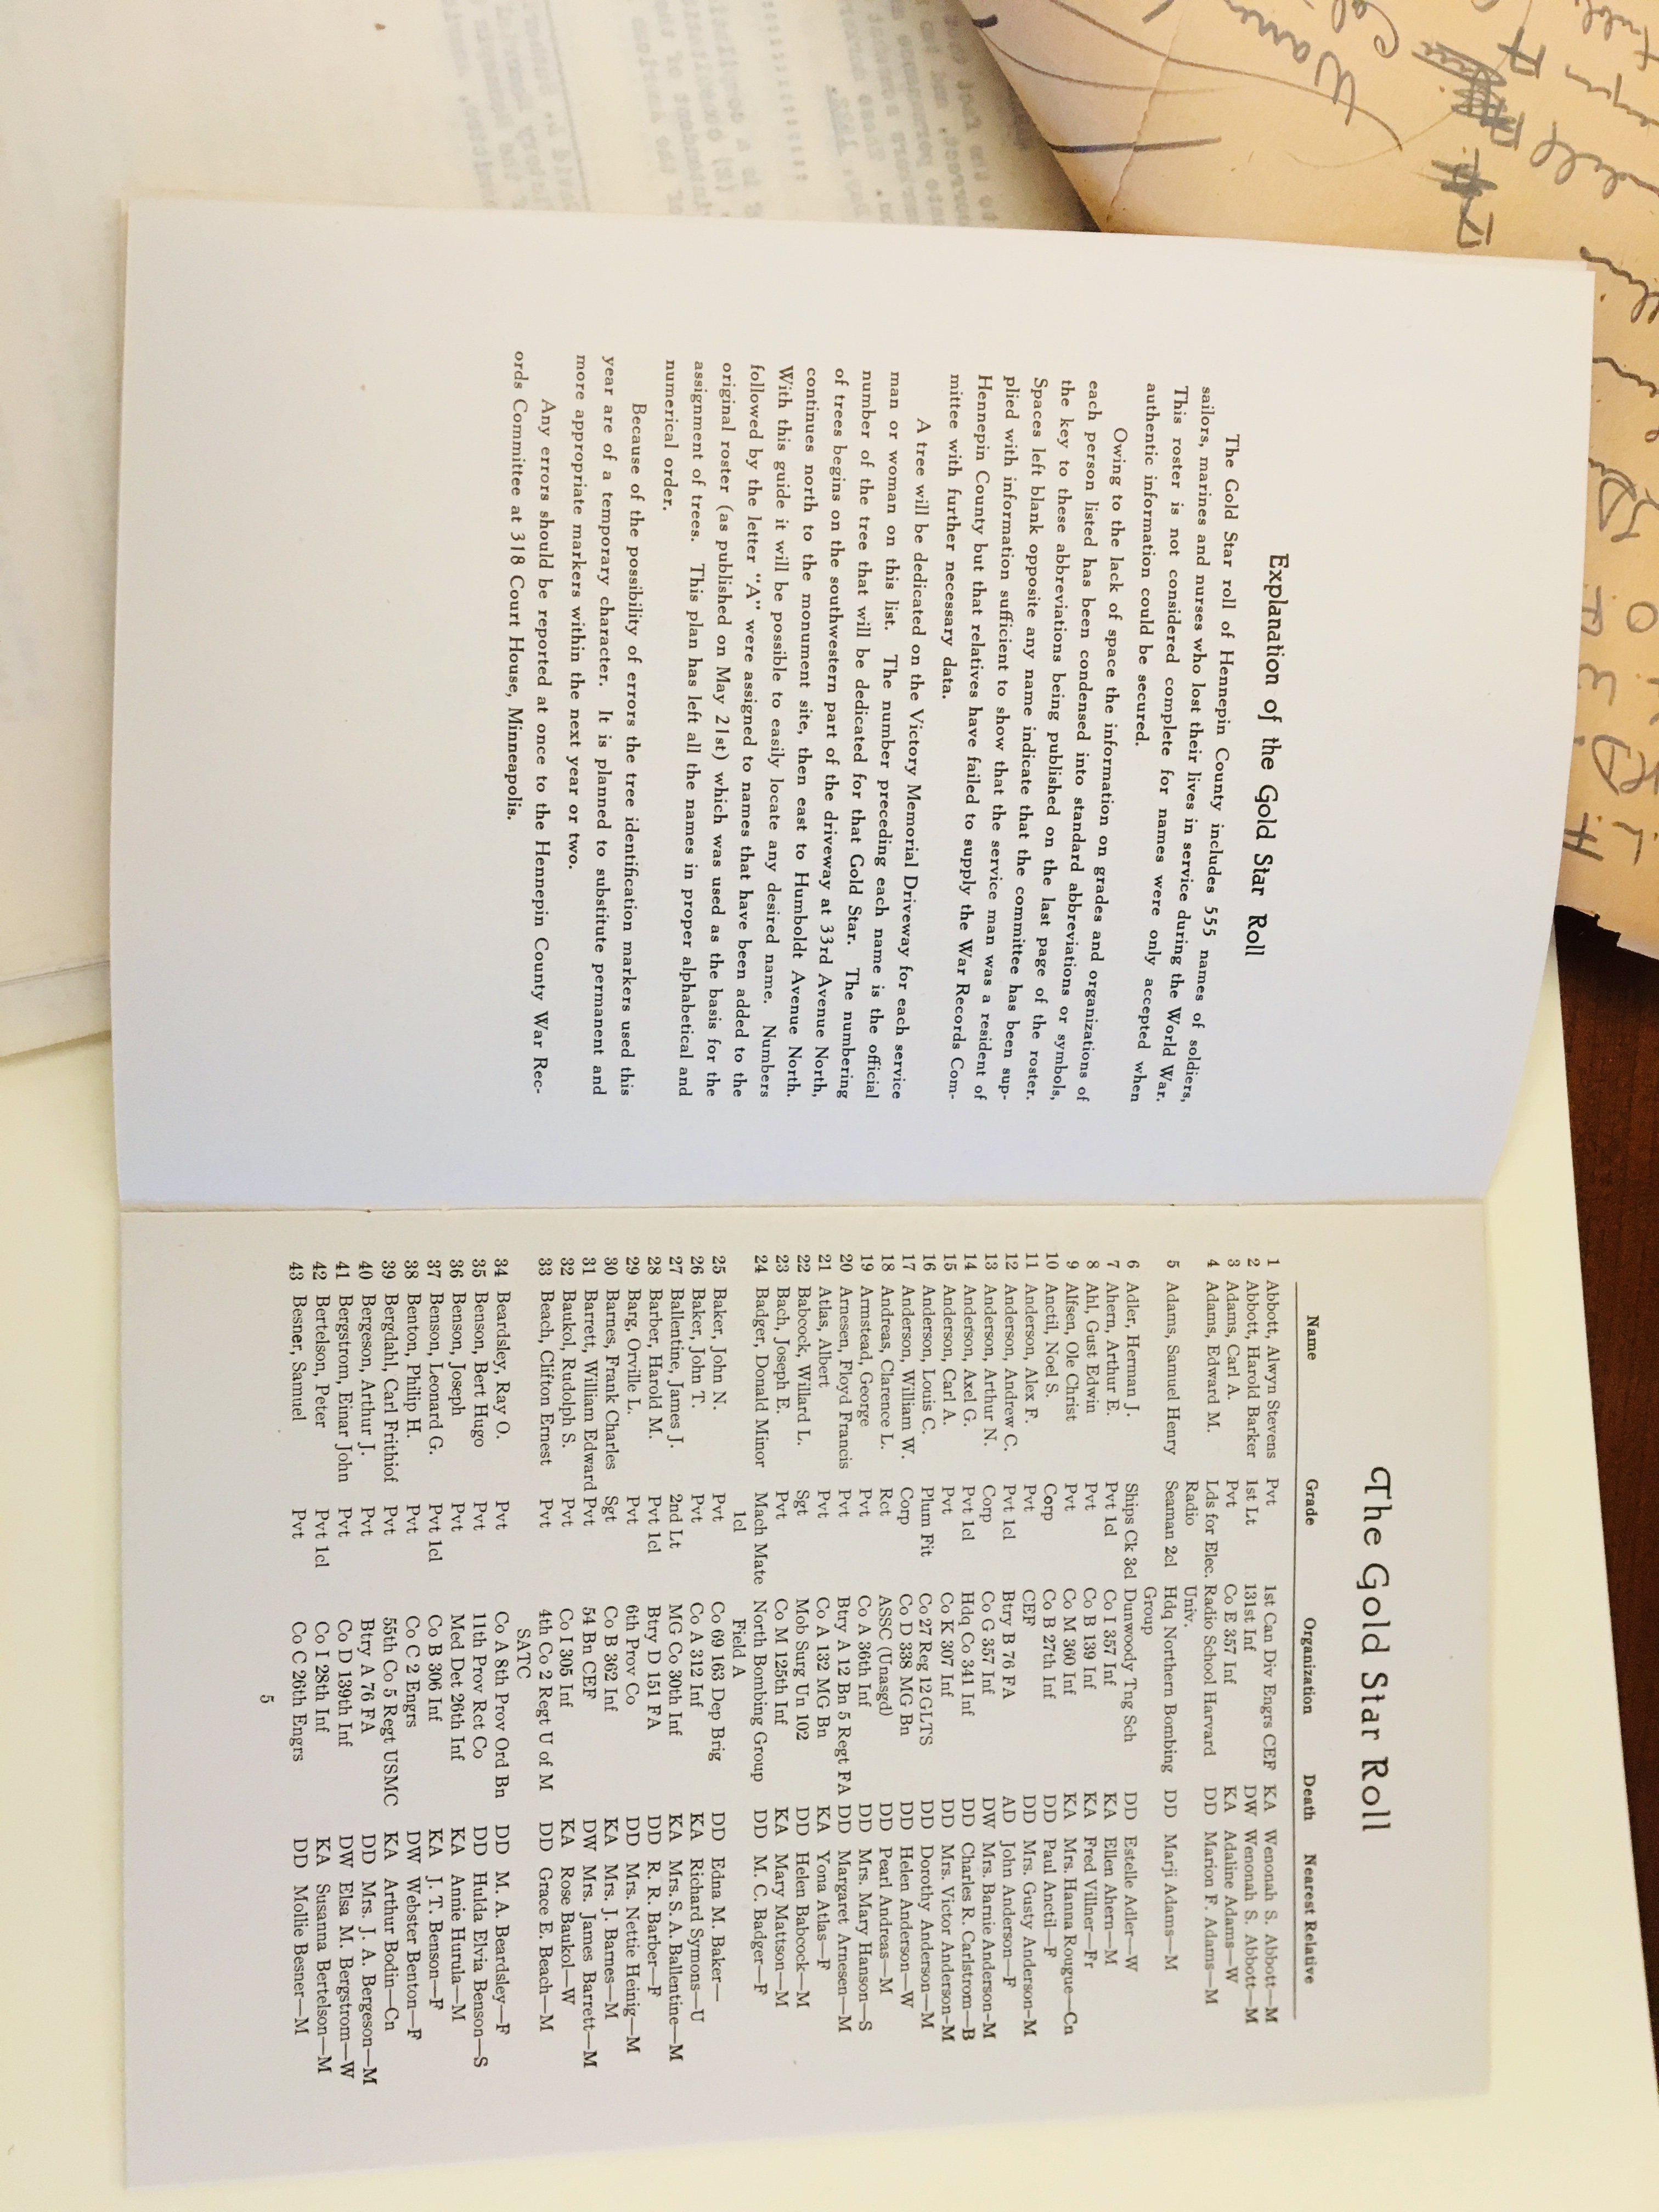 Explanation of the Gold Star Roll
The Gold Star roll of Hennepin County includes 555 names of soldiers,
sailors, marines and nurses who lost their lives in service during the World War.
This roster is not considered complete for names were only accepted when
authentic information could be secured.
Owing to the lack of space the information on grades and organizations of
each person listed has been condensed into standard abbreviations or symbols,
the key to these abbreviations being published on the last page of the roster.
Spaces left blank opposite any name indicate that the committee has been sup-
plied with information sufficient to show that the service man was a resident of
Hennepin County but that relatives have failed to supply the War Records Com-
mittee with further necessary data.
A tree will be dedicated on the Victory Memorial Driveway for each service
man or woman on this list. The number preceding each name is the official
number of the tree that will be dedicated for that Gold Star. The numbering
of trees begins on the southwestern part of the driveway at 33rd Avenue North,
continues north to the monument site, then east to Humboldt Avenue North.
With this guide it will be possible to easily locate any desired name. Numbers
followed by the letter "A" were assigned to names that have been added to the
original roster (as published on May 21st) which was used as the basis for the
assignment of trees. This plan has left all the names in proper alphabetical and
numerical order.
Because of the possibility of errors the tree identification markers used this
year are of a temporary character. It is planned to substitute permanent and
more appropriate markers within the next year or two.
Any errors should be reported at once to the Hennepin County War Rec-
ords Committee at 318 Court House, Minneapolis.
The Gold Star Roll
Name Grade Organization Death Nearest Relative
1 Abbott, Alwyn Stevens Pvt 1st Can Div Engrs CEF KA Wenonah S. Abbott—M
2 Abbott, Harold Barker 1st Lt 131st Inf DW Wenonah S. Abbott—M
3 Adams, Carl A. Pvt Co E 357 Inf KA Adaline Adams—W
4 Adams, Edward M. Lds for Elec. Radio School Harvard DD Marion F. Adams—M
Radio Univ.
5 Adams, Samuel Henry Seaman 2cl Hdq Northern Bombing DD Marji Adams—M
Group
6 Adler, Herman J. Ships Ck 3cl Dunwoody Tng Sch DD Estelle Adler—W
7 Ahern, Arthur E. Pvt 1cl Co I 357 Inf KA Ellen Ahern—M
8 Ahl, Gust Edwin Pvt Co B 139 Inf KA Fred Villner—Fr
9 Alfsen, Ole Christ Pvt Co M 360 Inf KA Mrs. Hanna Rougue—Cn
10 Anctil, Noel S. Corp Co B 27th Inf DD Paul Anctil—F
11 Anderson, Alex F. Pvt CEF DD Mrs. Gusty Anderson-M
12 Anderson, Andrew C. Pvt 1cl Btry B 76 FA AD John Anderson—F
13 Anderson, Arthur N. Corp Co G 357 Inf DW Mrs. Barnie Anderson-M
14 Anderson, Axel G. Pvt 1cl Hdq Co 341 Inf DD Charles R. Carlstrom—B
15 Anderson, Carl A. Pvt Co K 307 Inf DD Mrs. Victor Anderson-M
16 Anderson, Louis C. Plum Fit Co 27 Reg 12 GLTS DD Dorothy Anderson—M
17 Anderson, William W. Corp Co D 338 MG Bn DD Helen Anderson—W
18 Andreas, Clarence L. Rct ASSC (Unasgd) DD Pearl Andreas—M
19 Armstead, George Pvt Co A 36th Inf DD Mrs. Mary Hanson—S
20 Arnesen, Floyd Francis Pvt Btry A 12 Bn 5 Regt FA DD Margaret Arnesen—M
21 Atlas, Albert Pvt Co A 132 MG Bn KA Yona Atlas—F
22 Babcock, Willard L. Sgt Mob Surg Un 102 DD Helen Babcock—M
23 Bach, Joseph E. Pvt Co M 125th Inf KA Mary Mattson—M
24 Badger, Donald Minor Mach Mate North Bombing Group DD M. C. Badger—F
1cl Field A
25 Baker, John N. Pvt Co 69 163 Dep Brig DD Edna M. Baker—
26 Baker, John T. Pvt Co A 312 Inf KA Richard Symons—U
27 Ballentine, James J. 2nd Lt MG Co 30th Inf KA Mrs. S. A. Ballentine—M
28 Barber, Harold M. Pvt 1cl Btry D 151 FA DD R. R. Barber—F
29 Barg, Orville L. Pvt 6th Prov Co DD Mrs. Nettie Heinig—M
30 Barnes, Frank Charles Sgt Co B 362 Inf KA Mrs. J. Barnes—M
31 Barrett, William Edward Pvt 54 Bn CEF DW Mrs. James Barrett—M
32 Baukol, Rudolph S. Pvt Co I 305 Inf KA Rose Baukol—W
33 Beach, Clifton Ernest Pvt 4th Co 2 Regt U of M DD Grace E. Beach—M
SATC
34 Beardsley, Ray O. Pvt Co A 8th Prov Ord Bn DD M. A. Beardsley—F
35 Benson, Bert Hugo Pvt 11th Prov Rct Co DD Hulda Elvia Benson—S
36 Benson, Joseph Pvt Med Det 26th Inf KA Annie Hurula—M
37 Benson, Leonard G. Pvt 1cl Co B 306 Inf KA J. T. Benson—F
38 Benton, Philip H. Pvt Co C 2 Engrs DW Webster Benton—F
39 Bergdahl, Carl Frithiof Pvt 55th Co 5 Regt USMC KA Arthur Bodin—Cn
40 Bergeson, Arthur J. Pvt Btry A 76 FA DD Mrs. J. A. Bergeson—M
41 Bergstrom, Einar John Pvt Co D 139th Inf DW Elsa M. Bergstrom—W
42 Bertelson, Peter Pvt 1cl Co I 28th Inf KA Susanna Bertelson—M
43 Besner, Samuel Pvt Co C 26th Engrs DD Mollie Besner—M
5